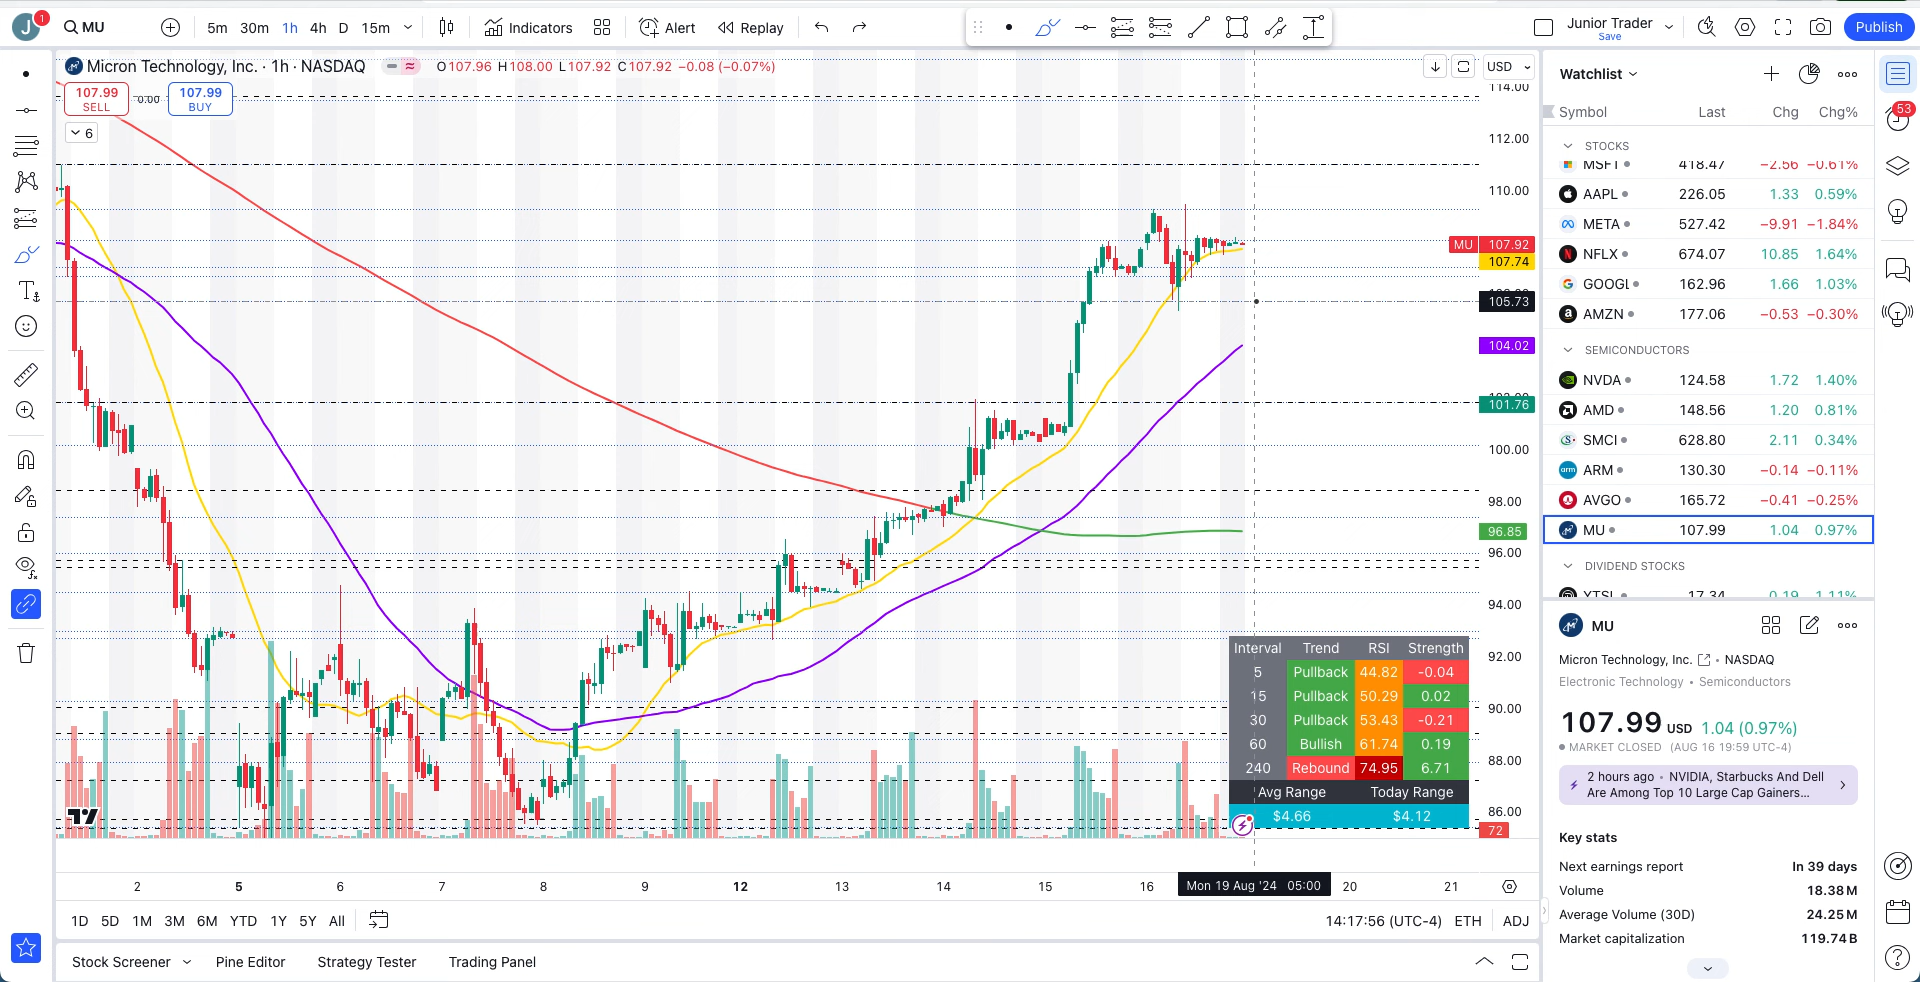 J 1 MU 5m 30m 1h 4h D 15m Indicators Alert Replay Junior Trader Save Publish
Micron Technology, Inc. · 1h · NASDAQ O107.96 H108.00 L107.92 C107.92 −0.08 (−0.07%)
USD
107.99 SELL 0.00 107.99 BUY
6
114.00
112.00
110.00
MU 107.92
107.74
105.73
104.02
101.76
100.00
98.00
96.85
96.00
94.00
92.00
90.00
88.00
86.00
72
Interval Trend RSI Strength
5 Pullback 44.82 -0.04
15 Pullback 50.29 0.02
30 Pullback 53.43 -0.21
60 Bullish 61.74 0.19
240 Rebound 74.95 6.71
Avg Range Today Range
$4.66 $4.12
2 5 6 7 8 9 12 13 14 15 16 Mon 19 Aug '24 05:00 20 21
1D 5D 1M 3M 6M YTD 1Y 5Y All 14:17:56 (UTC-4) ETH ADJ
Stock Screener Pine Editor Strategy Tester Trading Panel
Watchlist
Symbol Last Chg Chg%
STOCKS
MSFT 418.47 −2.56 −0.61%
AAPL 226.05 1.33 0.59%
META 527.42 −9.91 −1.84%
NFLX 674.07 10.85 1.64%
GOOGL 162.96 1.66 1.03%
AMZN 177.06 −0.53 −0.30%
SEMICONDUCTORS
NVDA 124.58 1.72 1.40%
AMD 148.56 1.20 0.81%
SMCI 628.80 2.11 0.34%
ARM 130.30 −0.14 −0.11%
AVGO 165.72 −0.41 −0.25%
MU 107.99 1.04 0.97%
DIVIDEND STOCKS
17.34 0.19 1.11%
MU
Micron Technology, Inc. • NASDAQ
Electronic Technology • Semiconductors
107.99 USD 1.04 (0.97%)
MARKET CLOSED (AUG 16 19:59 UTC-4)
2 hours ago • NVIDIA, Starbucks And Dell
Are Among Top 10 Large Cap Gainers...
Key stats
Next earnings report In 39 days
Volume 18.38M
Average Volume (30D) 24.25M
Market capitalization 119.74B
53